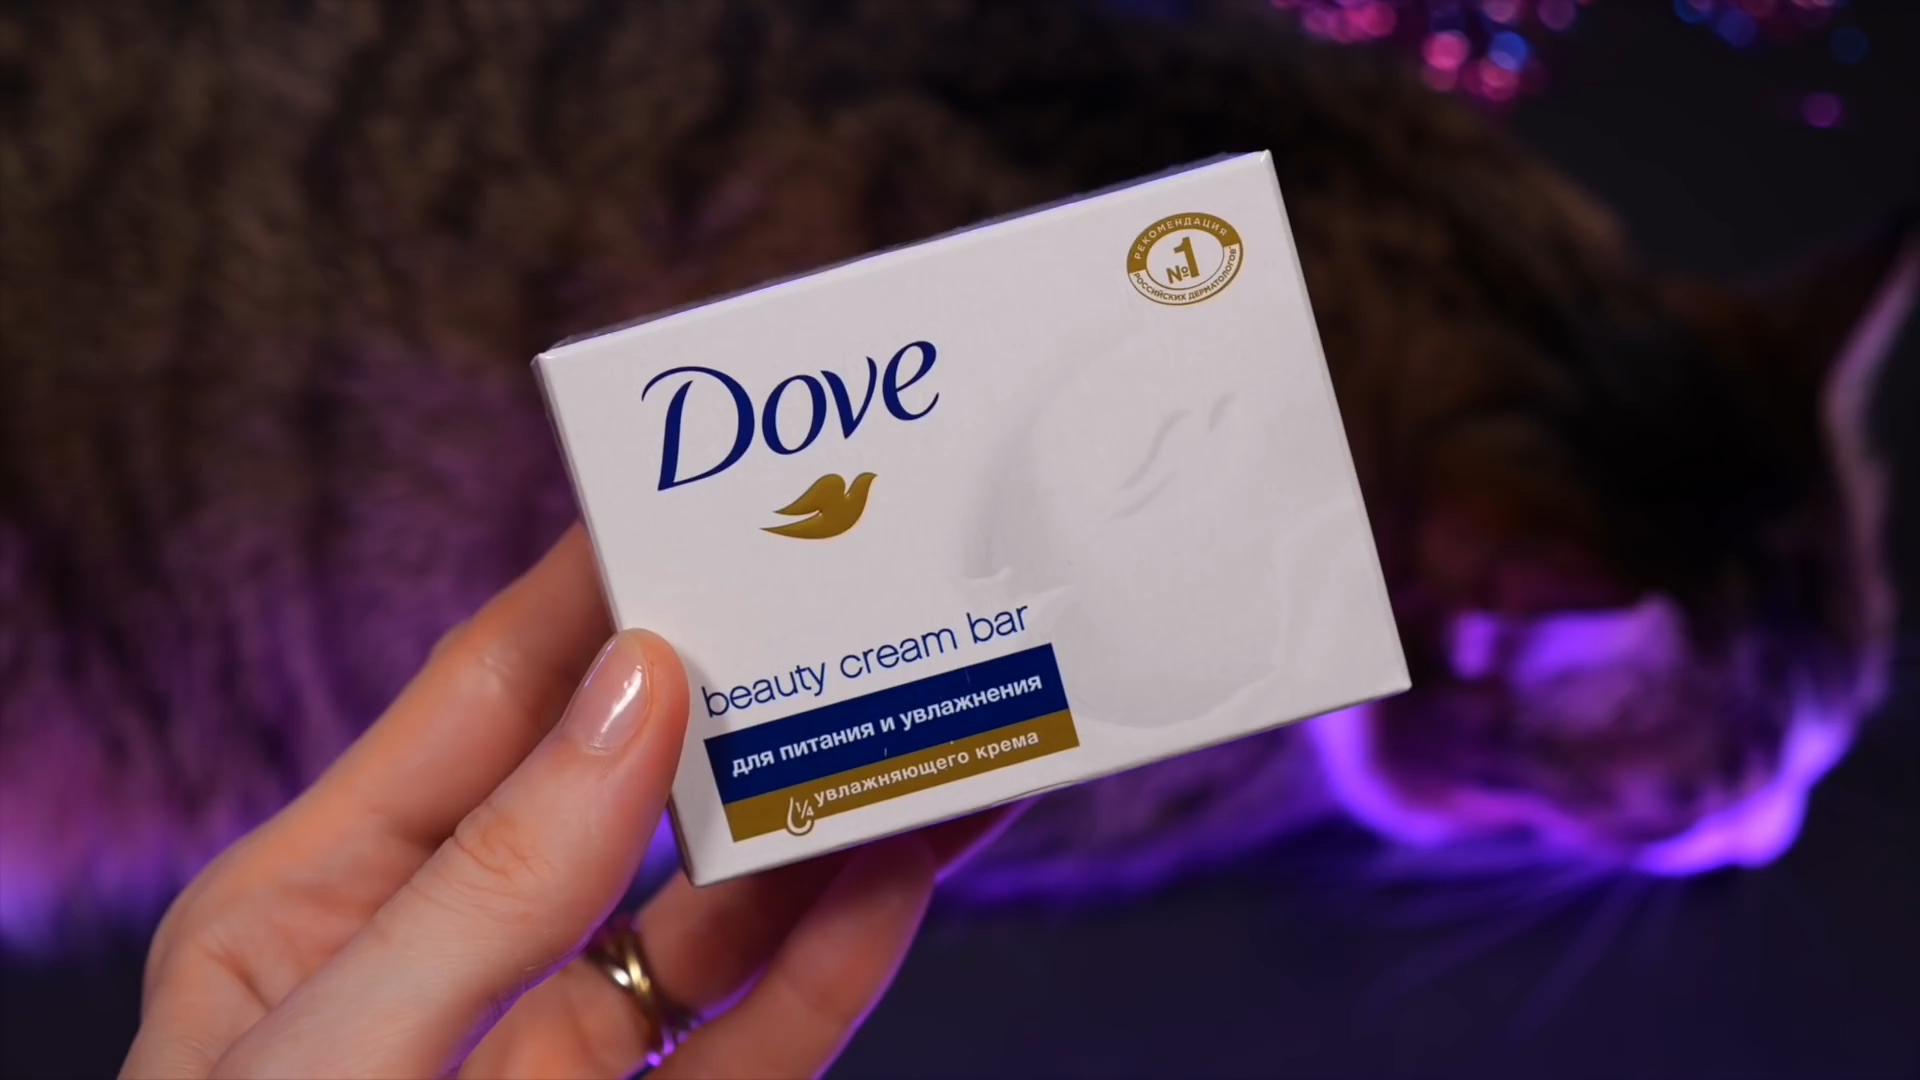 РЕКОМЕНДАЦИЯ
№1
РОССИЙСКИХ ДЕРМАТОЛОГОВ
Dove
beauty cream bar
для питания и увлажнения
1/4 увлажняющего крема